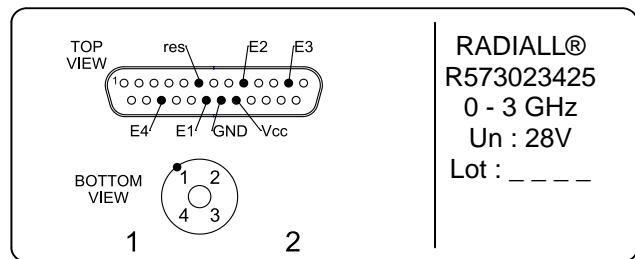 TOP VIEW
res
E2
E3
1
E4
E1
GND
Vcc
BOTTOM VIEW
1 2
4 3
1
2
RADIALL®
R573023425
0 - 3 GHz
Un : 28V
Lot : _ _ _ _